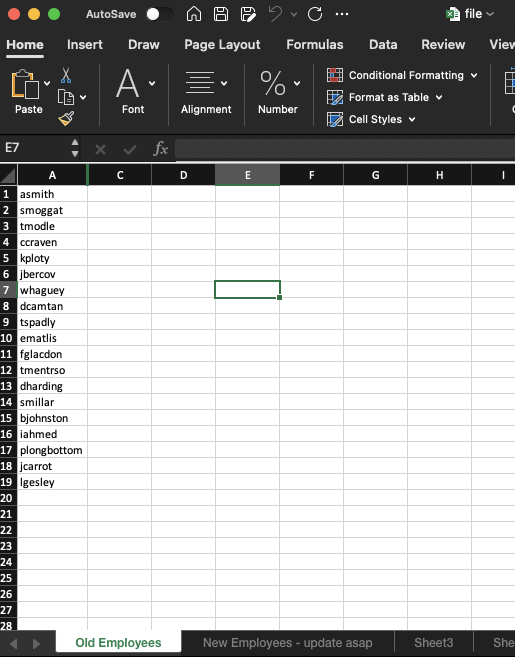 AutoSave file
Home Insert Draw Page Layout Formulas Data Review View
Paste Font Alignment % Number Conditional Formatting
Format as Table
Cell Styles
E7 fx
A C D E F G H I
1 asmith
2 smoggat
3 tmodle
4 ccraven
5 kploty
6 jbercov
7 whaguey
8 dcamtan
9 tspadly
10 ematlis
11 fglacdon
12 tmentrso
13 dharding
14 smillar
15 bjohnston
16 iahmed
17 plongbottom
18 jcarrot
19 lgesley
20
21
22
23
24
25
26
27
28
Old Employees New Employees - update asap Sheet3 She